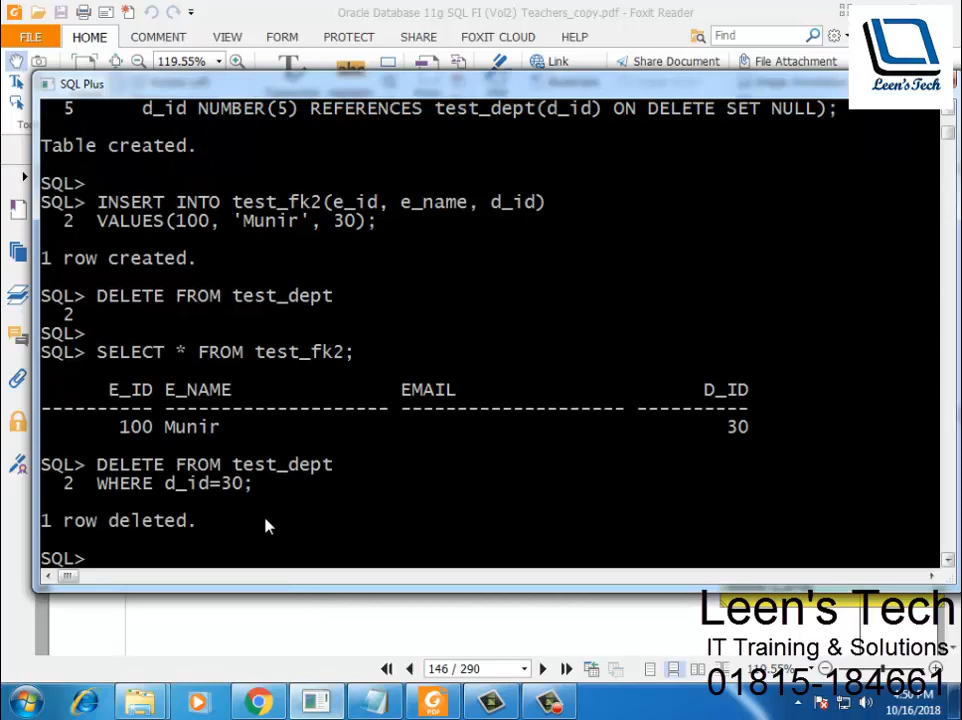 Oracle Database 11g SQL FI (Vol2) Teachers_copy.pdf - Foxit Reader
FILE HOME COMMENT VIEW FORM PROTECT SHARE FOXIT CLOUD HELP Find
119.55% Link Share Document File Attachment
Leen'sTech
SQL Plus
5 d_id NUMBER(5) REFERENCES test_dept(d_id) ON DELETE SET NULL);
Table created.
SQL>
SQL> INSERT INTO test_fk2(e_id, e_name, d_id)
2 VALUES(100, 'Munir', 30);
1 row created.
SQL> DELETE FROM test_dept
2
SQL>
SQL> SELECT * FROM test_fk2;
E_ID E_NAME EMAIL D_ID
---------- -------------------- -------------------- ----------
100 Munir 30
SQL> DELETE FROM test_dept
2 WHERE d_id=30;
1 row deleted.
SQL>
Leen's Tech
IT Training & Solutions
146 / 290
01815-184661
10/16/2018